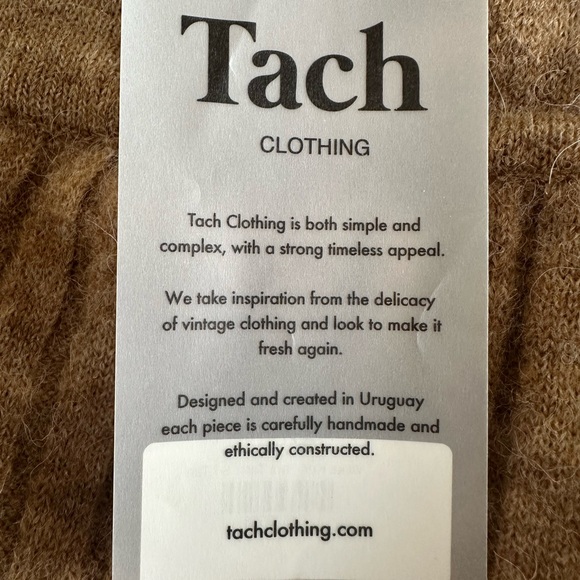 Tach
CLOTHING
Tach Clothing is both simple and
complex, with a strong timeless appeal.
We take inspiration from the delicacy
of vintage clothing and look to make it
fresh again.
Designed and created in Uruguay
each piece is carefully handmade and
ethically constructed.
tachclothing.com